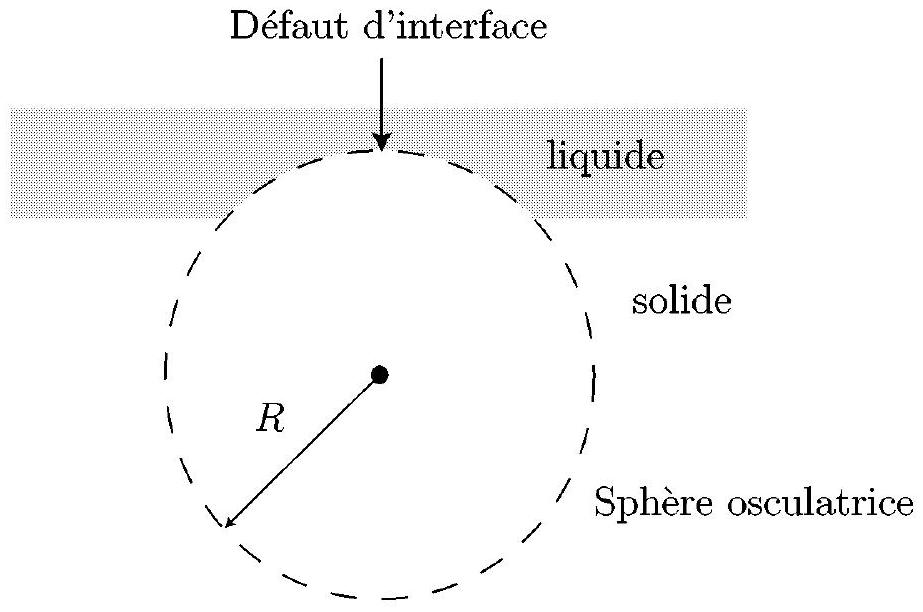 Défaut d'interface
liquide
solide
R
Sphère osculatrice